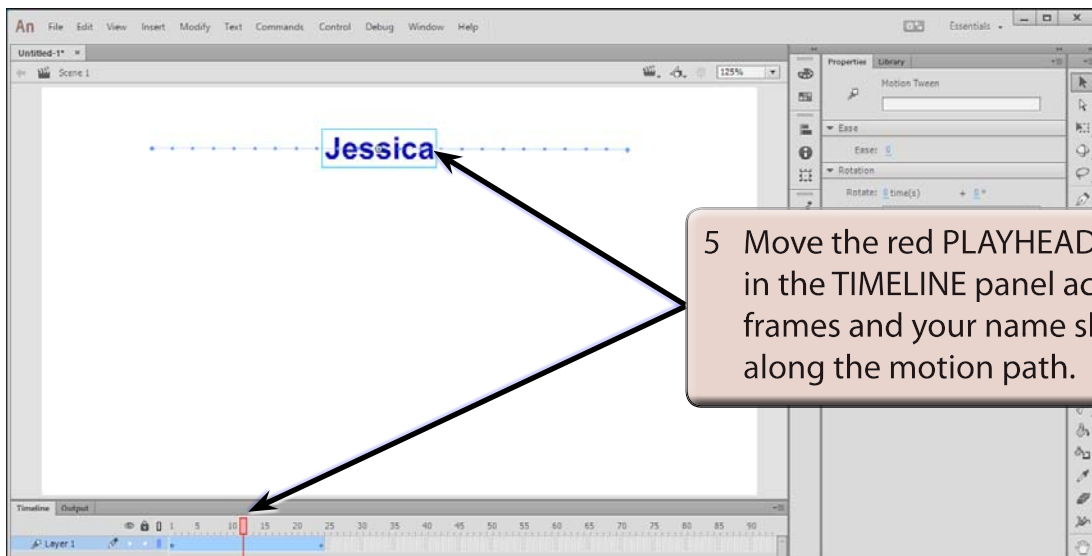 An File Edit View Insert Modify Text Commands Control Debug Window Help Essentials
Untitled-1* ×
Scene 1 125%
Properties Library
Motion Tween
Ease
Ease: 0
Rotation
Rotate: 0 time(s) + 0°
Jessica
5 Move the red PLAYHEAD
in the TIMELINE panel
frames and your name
along the motion path.
Timeline Output
1 5 10 15 20 25 30 35 40 45 50 55 60 65 70 75 80 85 90
Layer 1